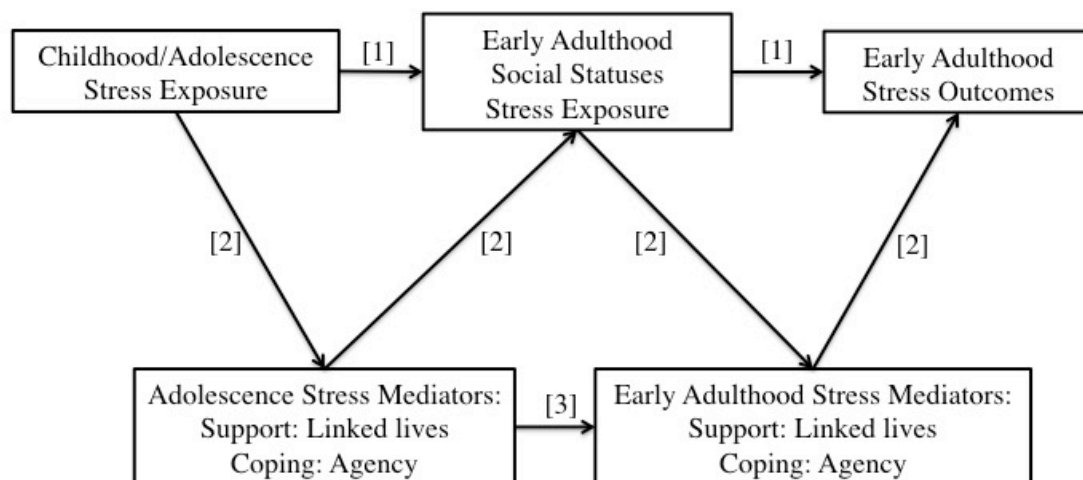 Childhood/Adolescence
Stress Exposure
[1]
Early Adulthood
Social Statuses
Stress Exposure
[1]
Early Adulthood
Stress Outcomes
[2]
[2]
[2]
[2]
Adolescence Stress Mediators:
Support: Linked lives
Coping: Agency
[3]
Early Adulthood Stress Mediators:
Support: Linked lives
Coping: Agency